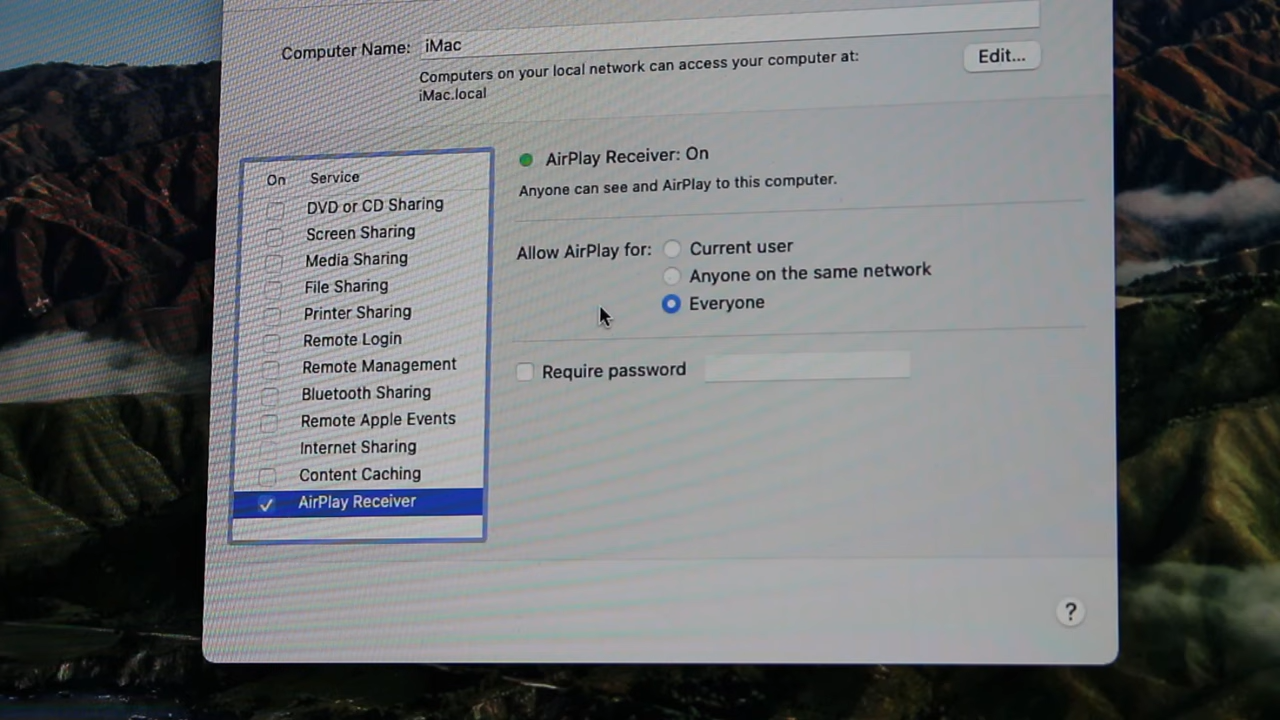 Computer Name: iMac
Computers on your local network can access your computer at:
iMac.local
Edit...
On Service
DVD or CD Sharing
Screen Sharing
Media Sharing
File Sharing
Printer Sharing
Remote Login
Remote Management
Bluetooth Sharing
Remote Apple Events
Internet Sharing
Content Caching
AirPlay Receiver
AirPlay Receiver: On
Anyone can see and AirPlay to this computer.
Allow AirPlay for: Current user
Anyone on the same network
Everyone
Require password
?